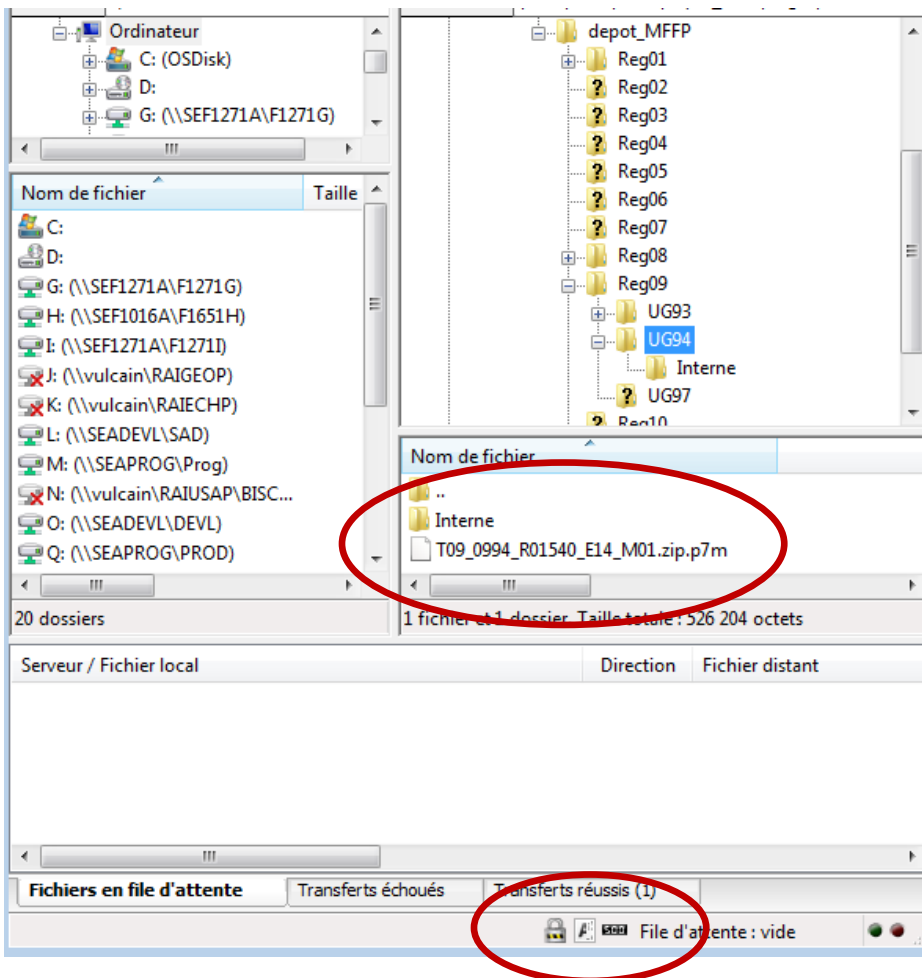 Ordinateur
C: (OSDisk)
D:
G: (\\SEF1271A\F1271G)
Nom de fichier Taille
C:
D:
G: (\\SEF1271A\F1271G)
H: (\\SEF1016A\F1651H)
I: (\\SEF1271A\F1271I)
J: (\\vulcain\RAIGEOP)
K: (\\vulcain\RAIECHP)
L: (\\SEADEVL\SAD)
M: (\\SEAPROG\Prog)
N: (\\vulcain\RAIUSAP\BISC...
O: (\\SEADEVL\DEVL)
Q: (\\SEAPROG\PROD)
20 dossiers
depot_MFFP
Reg01
Reg02
Reg03
Reg04
Reg05
Reg06
Reg07
Reg08
Reg09
UG93
UG94
Interne
UG97
Reg10
Nom de fichier
..
Interne
T09_0994_R01540_E14_M01.zip.p7m
1 fichier et 1 dossier. Taille totale : 526 204 octets
Serveur / Fichier local Direction Fichier distant
Fichiers en file d'attente Transferts échoués Transferts réussis (1)
File d'attente : vide